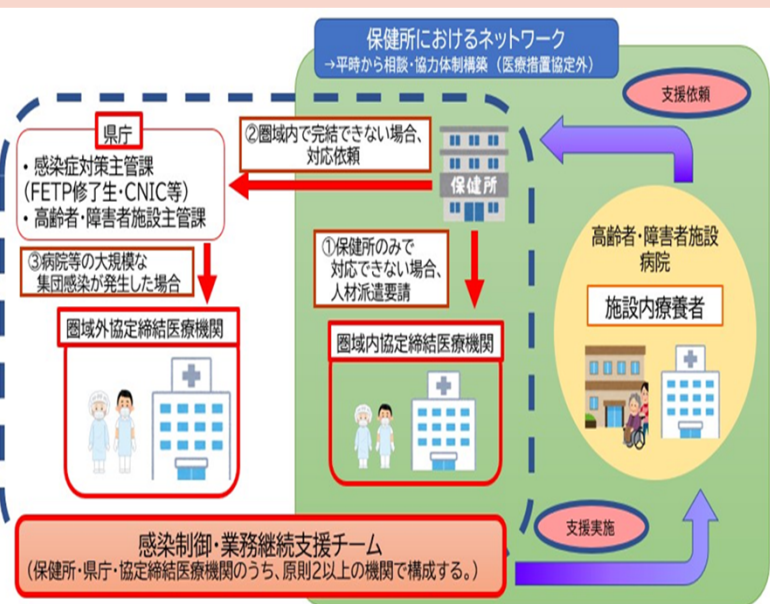 保健所におけるネットワーク
→平時から相談・協力体制構築（医療措置協定外）
支援依頼
県庁
・感染症対策主管課
（FETP修了生・CNIC等）
・高齢者・障害者施設主管課
②圏域内で完結できない場合、
対応依頼
保健所
高齢者・障害者施設
病院
施設内療養者
①保健所のみで
対応できない場合、
人材派遣要請
③病院等の大規模な
集団感染が発生した場合
圏域外協定締結医療機関
圏域内協定締結医療機関
支援実施
感染制御・業務継続支援チーム
（保健所・県庁・協定締結医療機関のうち、原則2以上の機関で構成する。）